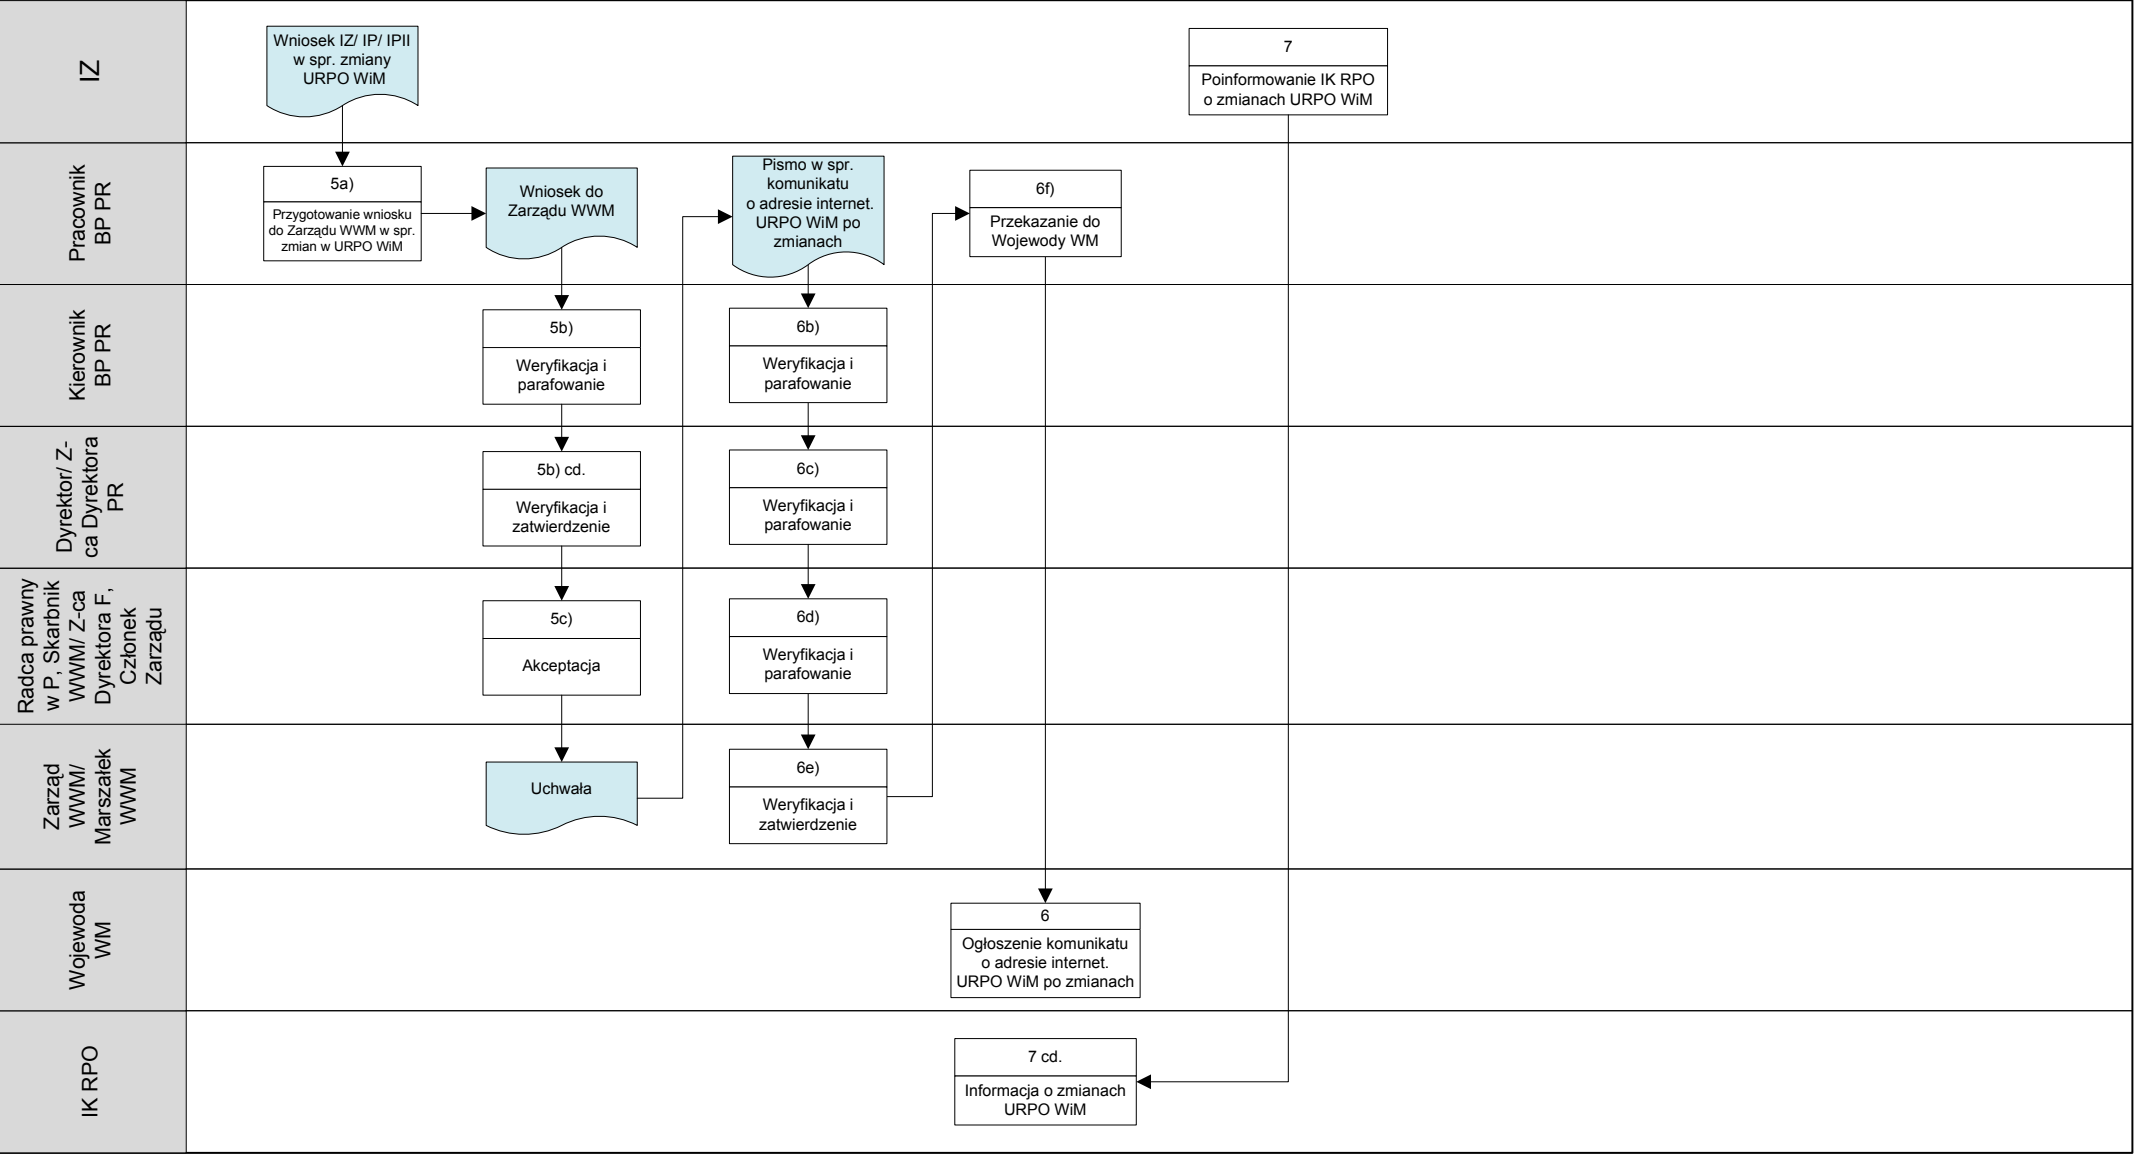 IZ
Wniosek IZ/ IP/ IPII
w spr. zmiany
URPO WiM
7
Poinformowanie IK RPO
o zmianach URPO WiM
Pracownik
BP PR
5a)
Przygotowanie wniosku
do Zarządu WWM w spr.
zmian w URPO WiM
Wniosek do
Zarządu WWM
Pismo w spr.
komunikatu
o adresie internet.
URPO WiM po
zmianach
6f)
Przekazanie do
Wojewody WM
Kierownik
BP PR
5b)
Weryfikacja i
parafowanie
6b)
Weryfikacja i
parafowanie
Dyrektor/ Z-
ca Dyrektora
PR
5b) cd.
Weryfikacja i
zatwierdzenie
6c)
Weryfikacja i
parafowanie
Radca prawny
w P, Skarbnik
WWM/ Z-ca
Dyrektora F,
Członek
Zarządu
5c)
Akceptacja
6d)
Weryfikacja i
parafowanie
Zarząd
WWM/
Marszałek
WWM
Uchwała
6e)
Weryfikacja i
zatwierdzenie
Wojewoda
WM
6
Ogłoszenie komunikatu
o adresie internet.
URPO WiM po zmianach
IK RPO
7 cd.
Informacja o zmianach
URPO WiM